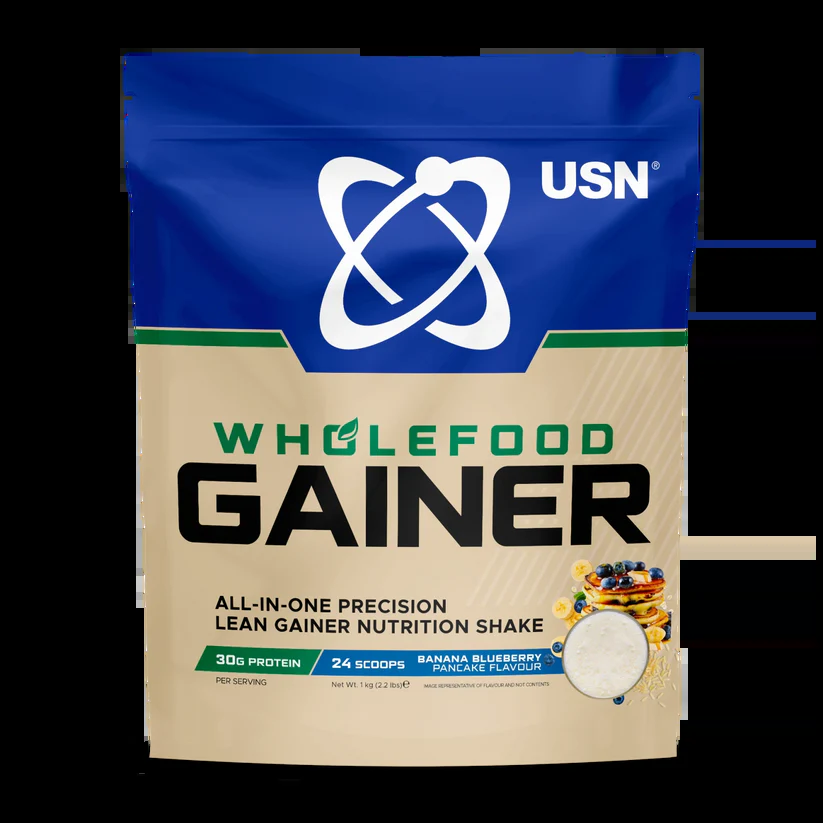 USN®
WHOLEFOOD
GAINER
ALL-IN-ONE PRECISION
LEAN GAINER NUTRITION SHAKE
30G PROTEIN
PER SERVING
24 SCOOPS
Net Wt. 1 kg (2.2 lbs)℮
BANANA BLUEBERRY
PANCAKE FLAVOUR
IMAGE REPRESENTATIVE OF FLAVOUR AND NOT CONTENTS